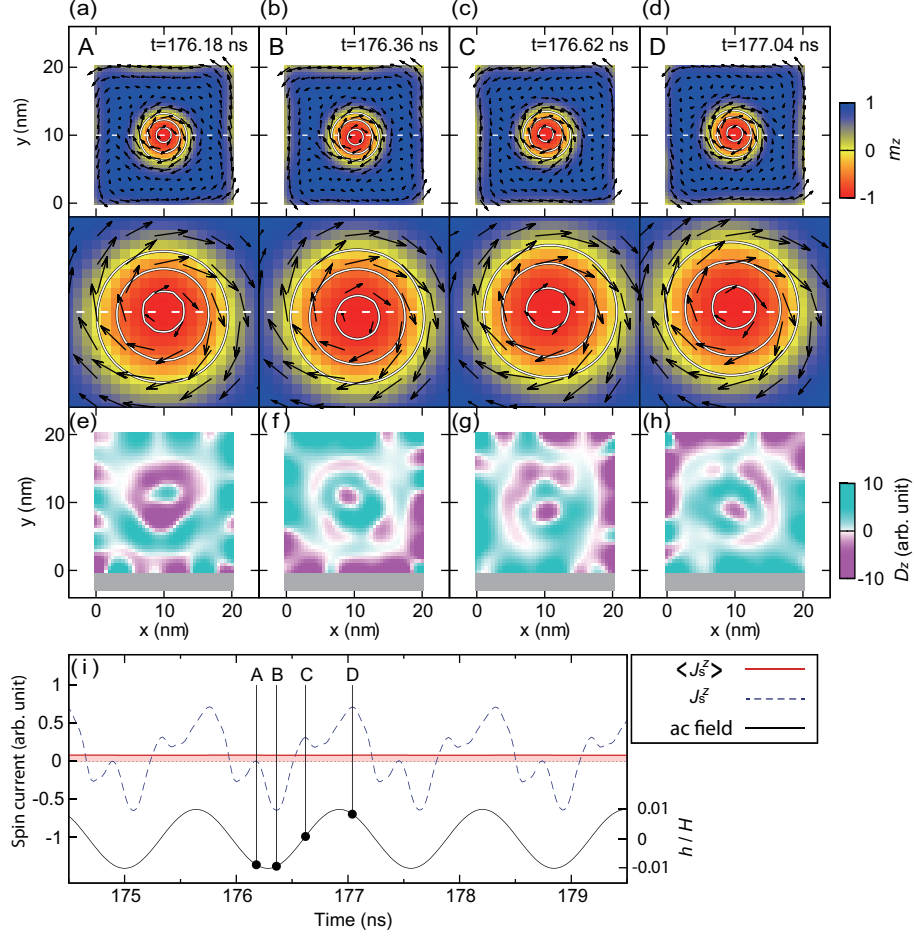 (a) (b) (c) (d)
A t=176.18 ns B t=176.36 ns C t=176.62 ns D t=177.04 ns
20
10
0
y (nm)
1
0
-1
mz
(e) (f) (g) (h)
20
10
0
y (nm)
10
0
-10
Dz (arb. unit)
0 10 20 0 10 20 0 10 20 0 10 20
x (nm) x (nm) x (nm) x (nm)
(i)
A B C D
1
0.5
0
-0.5
-1
Spin current (arb. unit)
0.01
0
-0.01
h / H
175 176 177 178 179
Time (ns)
<Jsz>
Jsz
ac field